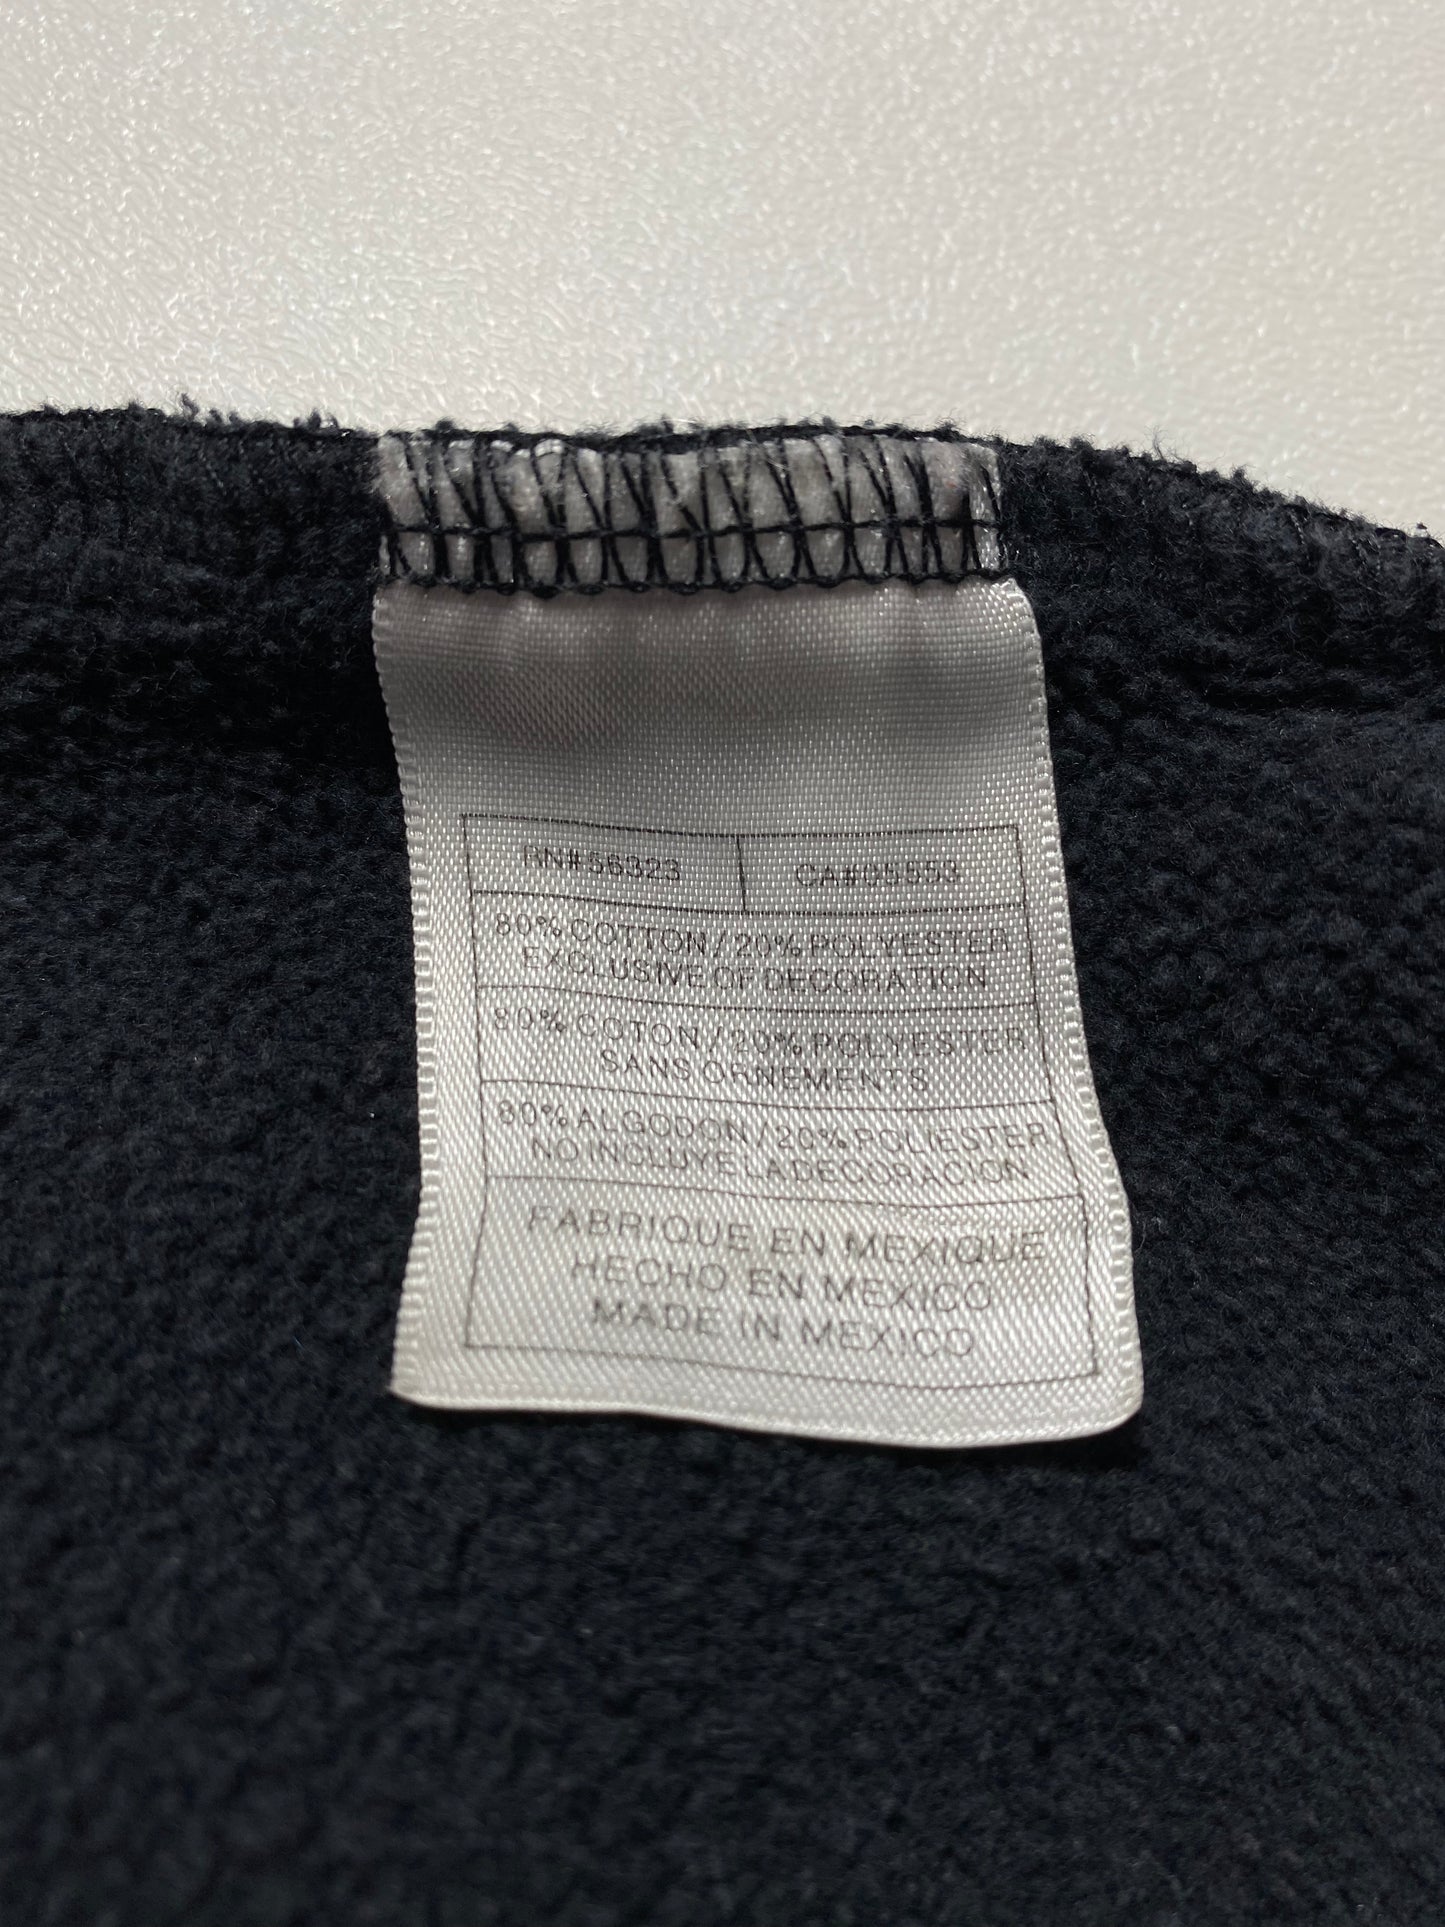 RN#56323 CA#05553
80% COTTON / 20% POLYESTER
EXCLUSIVE OF DECORATION
80% COTON / 20% POLYESTER
SANS ORNEMENTS
80% ALGODON / 20% POLIESTER
NO INCLUYE LA DECORACION
FABRIQUE EN MEXIQUE
HECHO EN MEXICO
MADE IN MEXICO